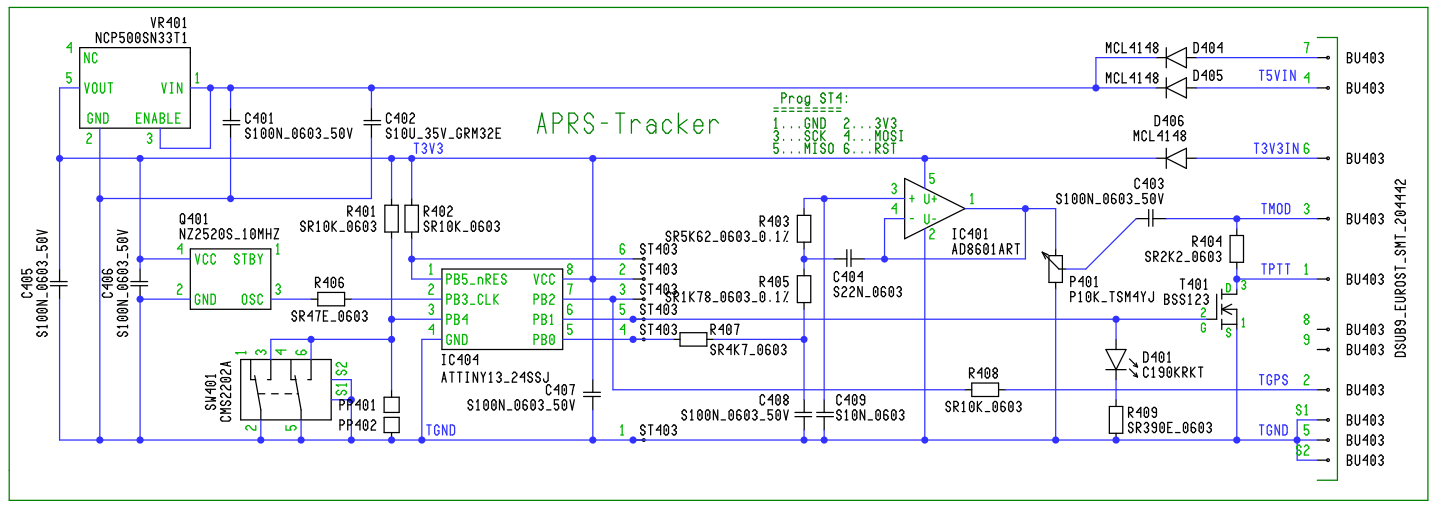 VR401
NCP500SN33T1
4
NC
5
VOUT
VIN
1
GND
ENABLE
2
3
C401
S100N_0603_50V
C402
S10U_35V_GRM32E
APRS-Tracker
Prog ST4:
===========
1...GND 2...3V3
3...SCK 4...MOSI
5...MISO 6...RST
MCL4148
D404
7
BU403
MCL4148
D405
T5VIN
4
BU403
D406
MCL4148
T3V3IN
6
BU403
T3V3
R401
SR10K_0603
R402
SR10K_0603
Q401
NZ2520S_10MHZ
4
VCC
STBY
1
2
GND
OSC
3
C405
S100N_0603_50V
C406
S100N_0603_50V
R406
SR47E_0603
1
PB5_nRES
VCC
8
2
PB3_CLK
PB2
7
3
PB4
PB1
6
4
GND
PB0
5
IC404
ATTINY13_24SSJ
6
ST403
2
ST403
3
ST403
5
ST403
4
ST403
R403
SR5K62_0603_0.1%
R405
SR1K78_0603_0.1%
R407
SR4K7_0603
C404
S22N_0603
3
+
U+
5
4
-
U-
2
1
IC401
AD8601ART
C403
S100N_0603_50V
TMOD
3
BU403
R404
SR2K2_0603
P401
P10K_TSM4YJ
TPTT
1
BU403
T401
BSS123
D
3
2
G
1
S
8
BU403
9
BU403
D401
C190KRKT
R408
SR10K_0603
TGPS
2
BU403
R409
SR390E_0603
SW401
CMS2202A
1
3
4
6
2
5
S1
S2
PP401
PP402
C407
S100N_0603_50V
C408
S100N_0603_50V
C409
S10N_0603
TGND
1
ST403
S1
BU403
TGND
5
BU403
S2
BU403
DSUB9_EUROST_SMT_204442